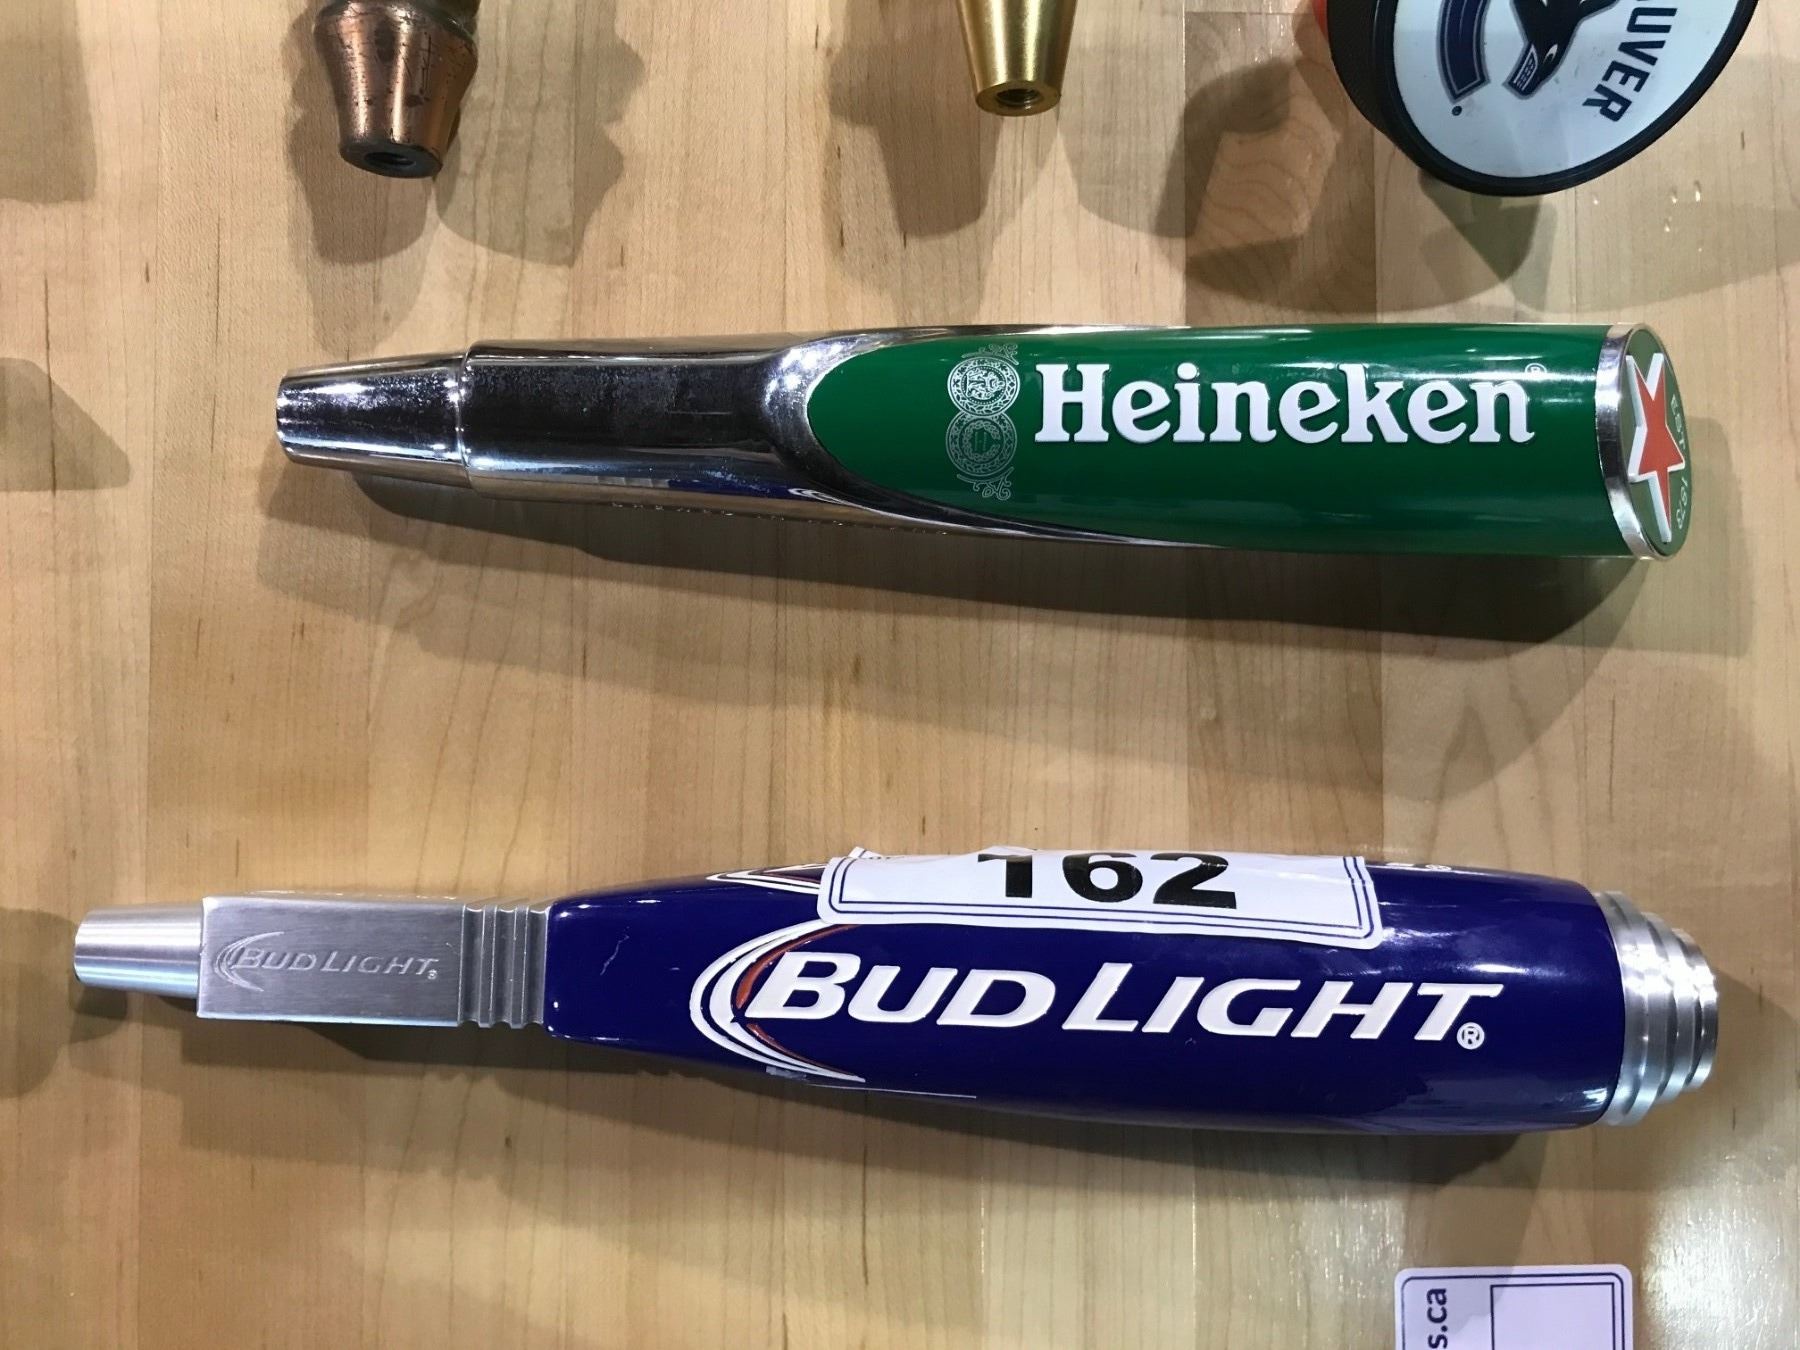 UVER
Heineken®
EST. 1873
162
BUD LIGHT®
BUD LIGHT®
s.ca